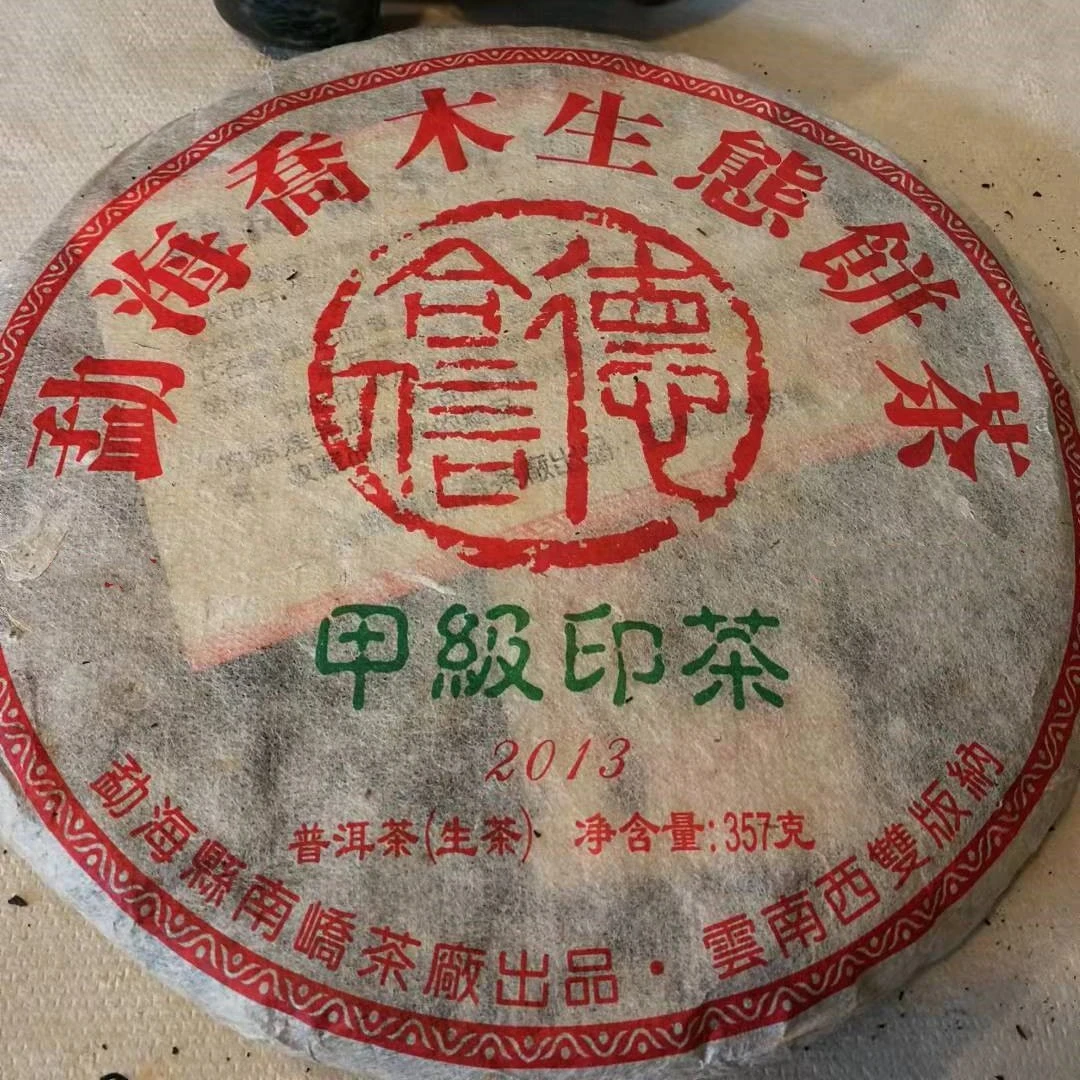 勐海喬木生態餅茶
德合信
甲級印茶
2013
普洱茶(生茶) 净含量:357克
勐海縣南嶠茶廠出品·雲南西雙版納